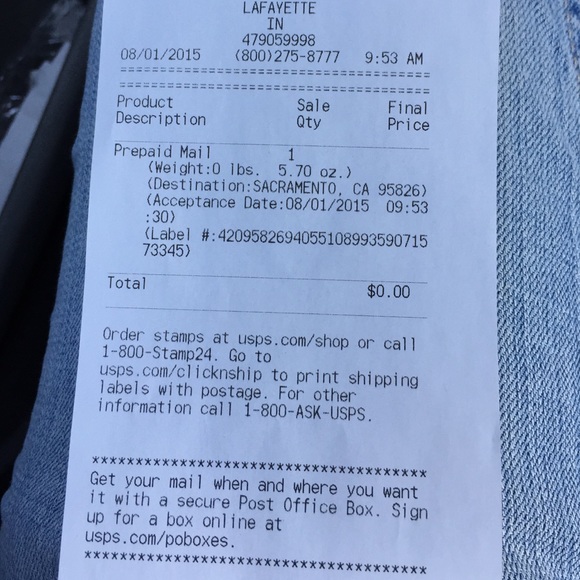 LAFAYETTE
IN
479059998
08/01/2015 (800)275-8777 9:53 AM
================================
================================
Product Sale Final
Description Qty Price
Prepaid Mail 1
(Weight:0 lbs. 5.70 oz.)
(Destination:SACRAMENTO, CA 95826)
(Acceptance Date:08/01/2015 09:53
:30)
(Label #:4209582694055108993590715
73345)
Total $0.00
Order stamps at usps.com/shop or call
1-800-Stamp24. Go to
usps.com/clicknship to print shipping
labels with postage. For other
information call 1-800-ASK-USPS.
****************************************
Get your mail when and where you want
it with a secure Post Office Box. Sign
up for a box online at
usps.com/poboxes.
****************************************